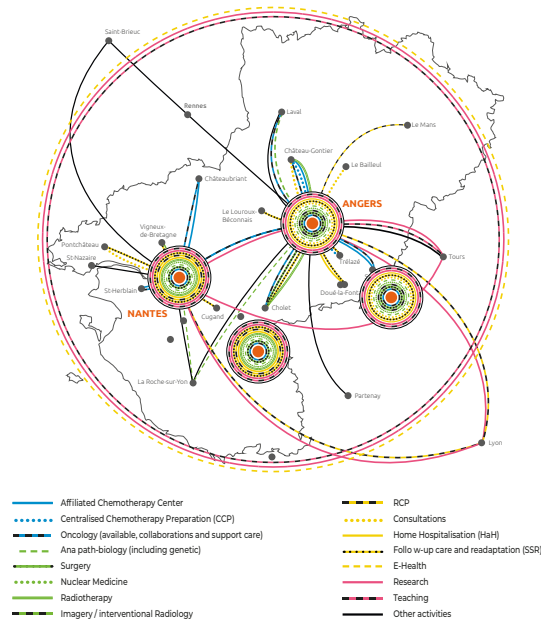 Saint-Brieuc
Rennes
Laval
Le Mans
Château-Gontier
Le Bailleul
Châteaubriant
ANGERS
Le Louroux-
Béconnais
Vigneux-
de-Bretagne
Pontchâteau
St-Nazaire
Tours
Trélazé
St-Herblain
Doué-la-Font
NANTES
Cugand
Cholet
La Roche-sur-Yon
Partenay
Lyon
Affiliated Chemotherapy Center
Centralised Chemotherapy Preparation (CCP)
Oncology (available, collaborations and support care)
Ana path-biology (including genetic)
Surgery
Nuclear Medicine
Radiotherapy
Imagery / interventional Radiology
RCP
Consultations
Home Hospitalisation (HaH)
Follo w-up care and readaptation (SSR)
E-Health
Research
Teaching
Other activities